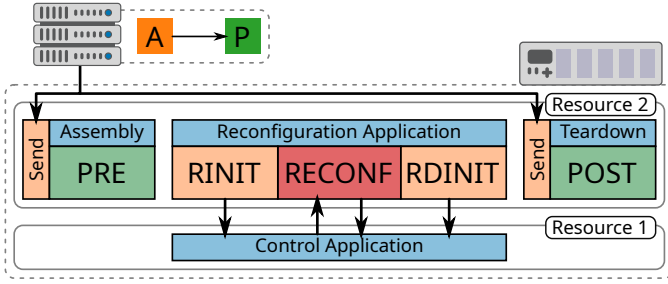 A P
Resource 2
Send
Assembly
PRE
Reconfiguration Application
RINIT RECONF RDINIT
Send
Teardown
POST
Resource 1
Control Application